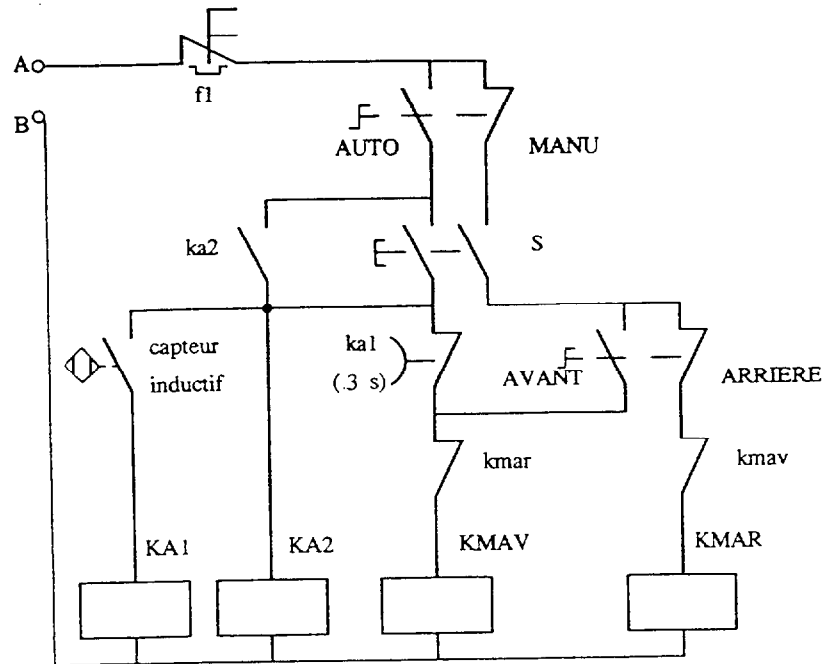 A
f1
B
AUTO
MANU
ka2
S
capteur
inductif
ka1
(.3 s)
AVANT
ARRIERE
kmar
kmav
KA1
KA2
KMAV
KMAR